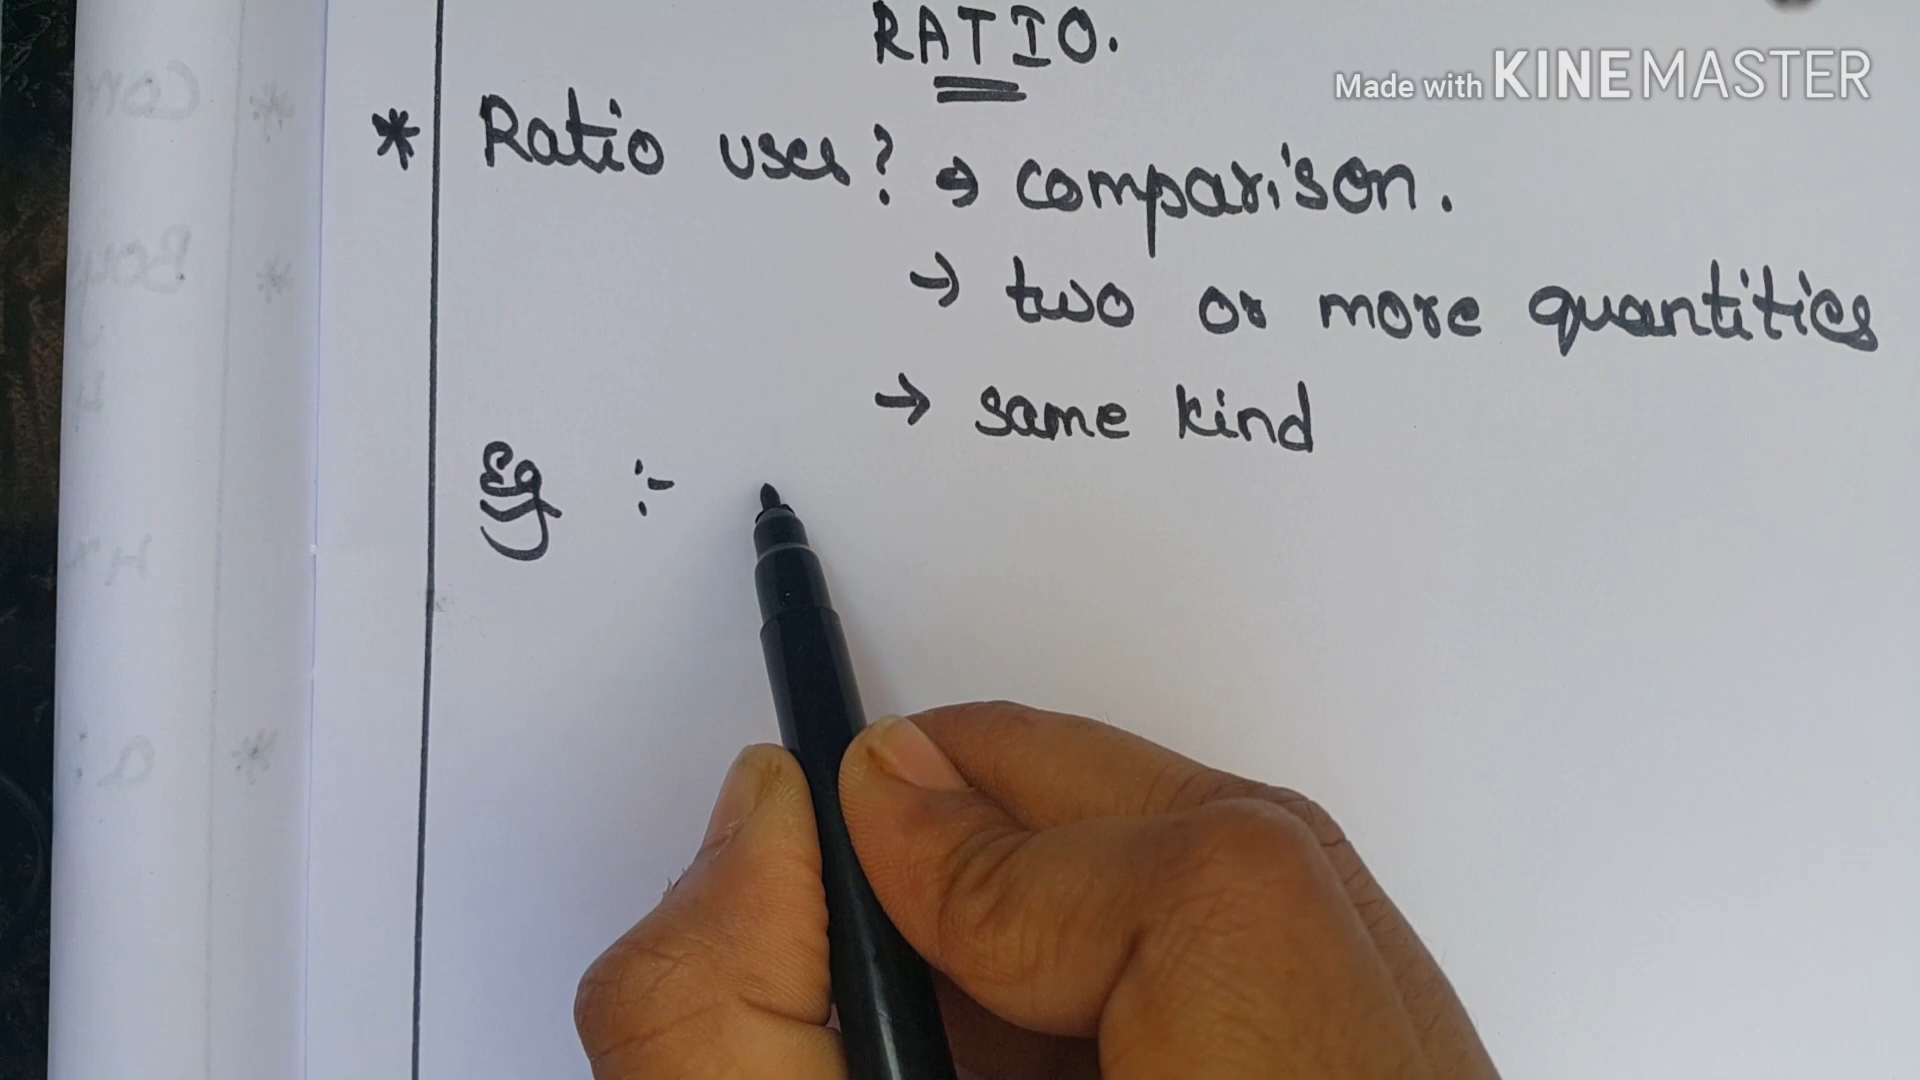 RATIO.
Made with KINEMASTER
* Ratio uses? → comparison.
→ two or more quantities
→ same kind
Eg :-